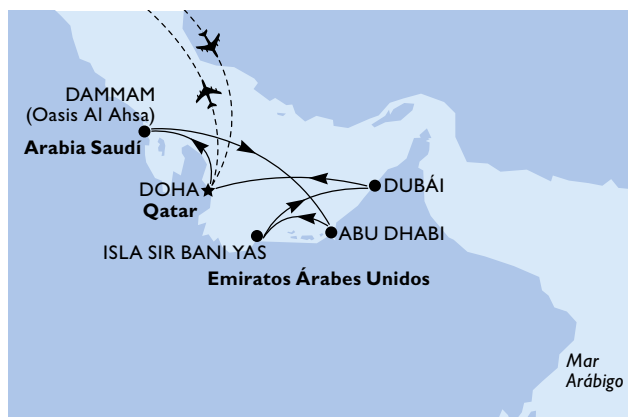 DAMMAM
(Oasis Al Ahsa)
Arabia Saudí
DOHA
Qatar
DUBÁI
ISLA SIR BANI YAS
ABU DHABI
Emiratos Árabes Unidos
Mar
Arábigo